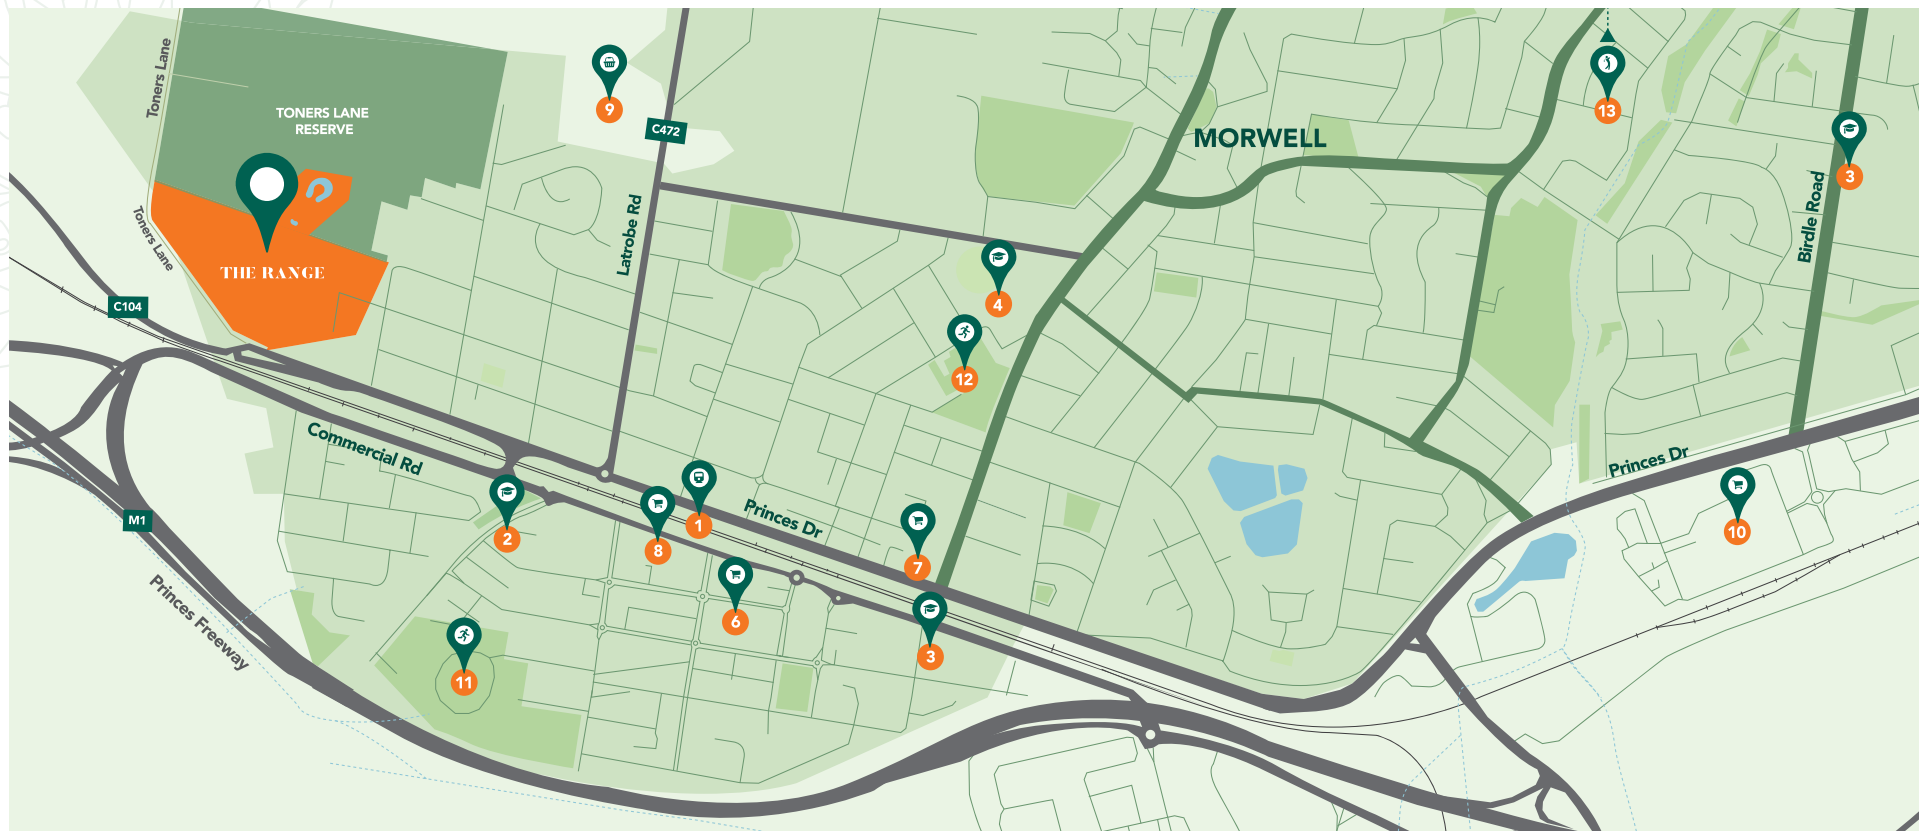 Toners Lane
TONERS LANE
RESERVE
9
C472
MORWELL
13
3
Birdle Road
Toners Lane
THE RANGE
Latrobe Rd
4
C104
12
Commercial Rd
Princes Dr
2
8
1
Princes Dr
7
10
M1
6
Princes Freeway
11
3